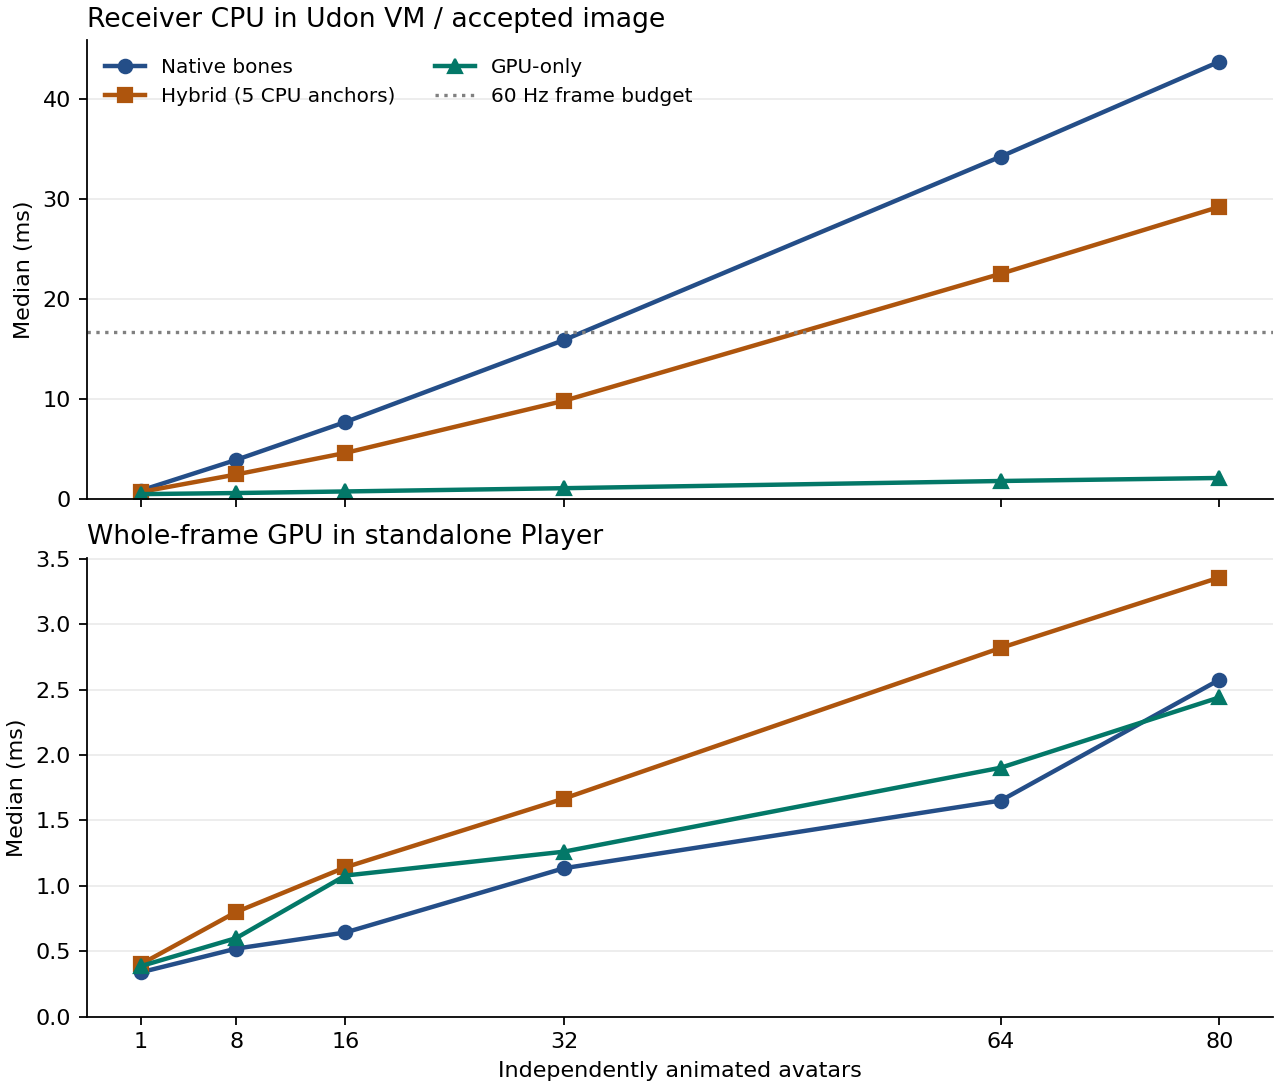 Receiver CPU in Udon VM / accepted image
Native bones
Hybrid (5 CPU anchors)
GPU-only
60 Hz frame budget
Median (ms)
40
30
20
10
0
Whole-frame GPU in standalone Player
Median (ms)
3.5
3.0
2.5
2.0
1.5
1.0
0.5
0.0
1 8 16 32 64 80
Independently animated avatars